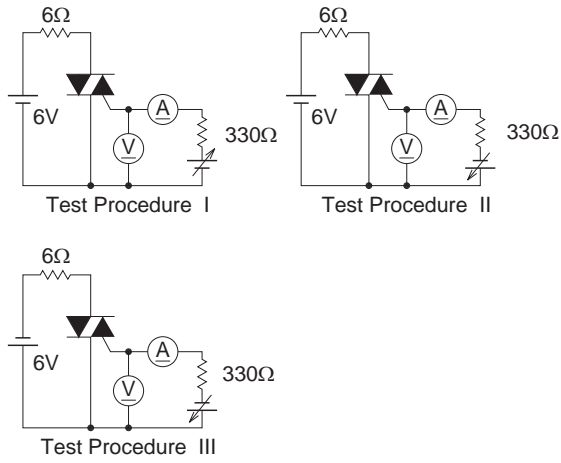 6Ω
6V
A
V
330Ω
Test Procedure I
6Ω
6V
A
V
330Ω
Test Procedure II
6Ω
6V
A
V
330Ω
Test Procedure III